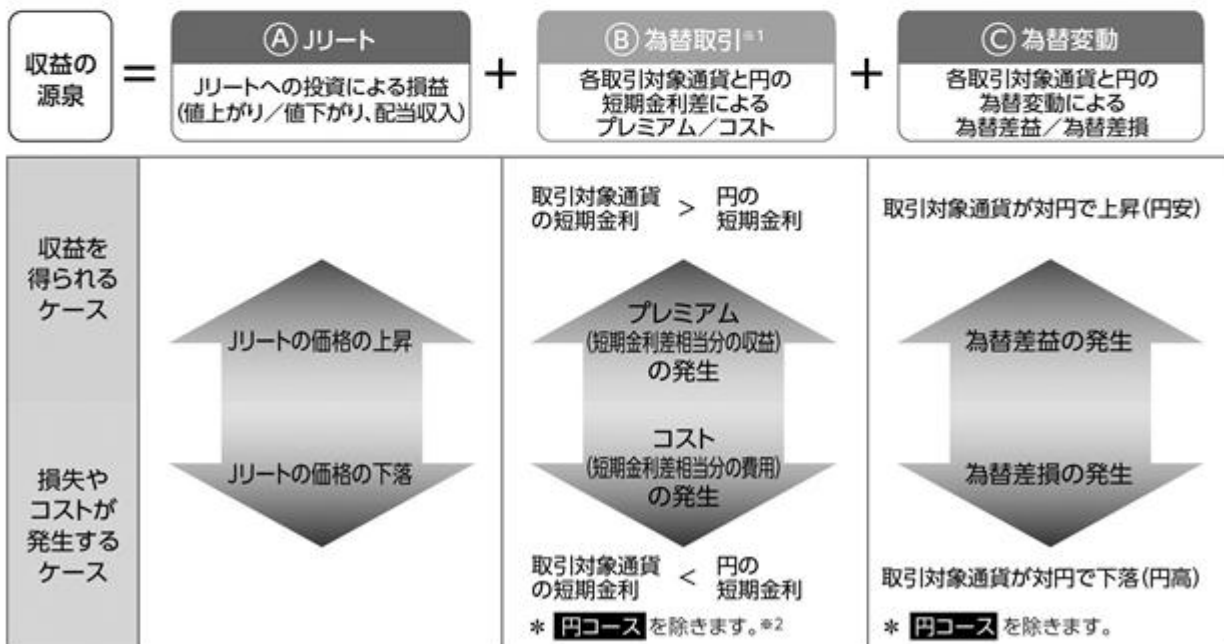 収益の
源泉
=
Ⓐ Jリート
Jリートへの投資による損益
(値上がり/値下がり、配当収入)
+
Ⓑ 為替取引※1
各取引対象通貨と円の
短期金利差による
プレミアム/コスト
+
Ⓒ 為替変動
各取引対象通貨と円の
為替変動による
為替差益/為替差損
収益を
得られる
ケース
Jリートの価格の上昇
取引対象通貨の短期金利 > 円の短期金利
プレミアム
(短期金利差相当分の収益)
の発生
取引対象通貨が対円で上昇(円安)
為替差益の発生
損失や
コストが
発生する
ケース
Jリートの価格の下落
コスト
(短期金利差相当分の費用)
の発生
取引対象通貨の短期金利 < 円の短期金利
* 円コース を除きます。※2
為替差損の発生
取引対象通貨が対円で下落(円高)
* 円コース を除きます。